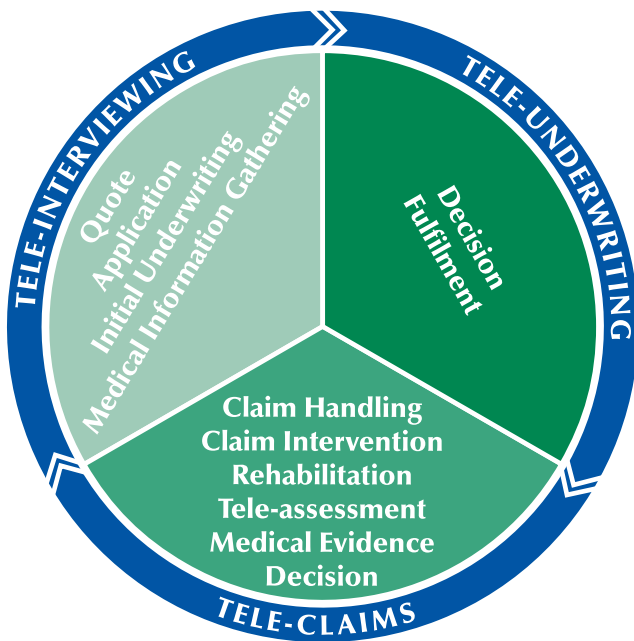 TELE-INTERVIEWING
Quote
Application
Initial Underwriting
Medical Information Gathering
TELE-UNDERWRITING
Decision
Fulfilment
Claim Handling
Claim Intervention
Rehabilitation
Tele-assessment
Medical Evidence
Decision
TELE-CLAIMS